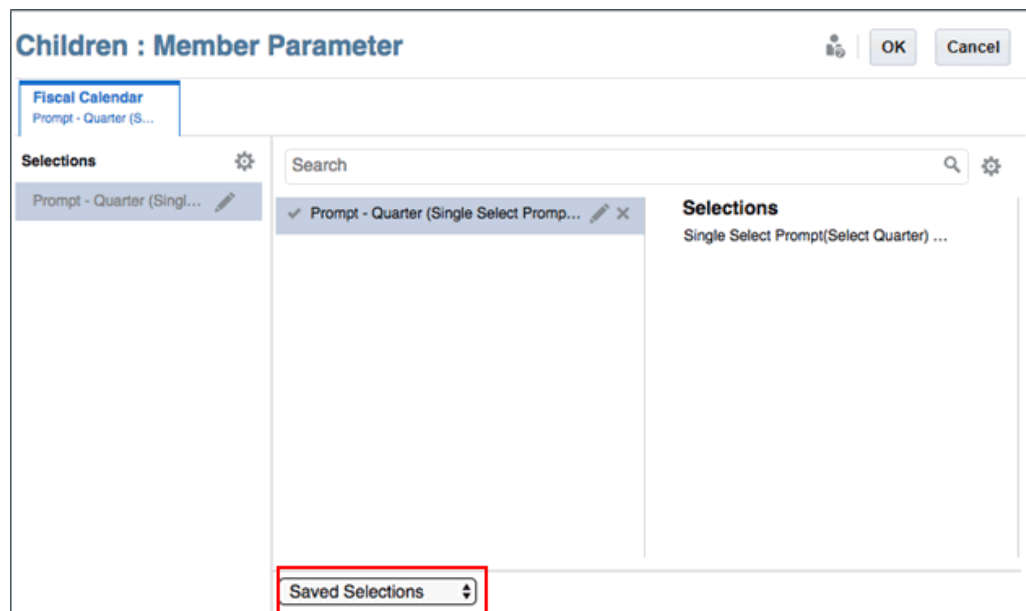 Children : Member Parameter
OK
Cancel
Fiscal Calendar
Prompt - Quarter (S...
Selections
Search
Prompt - Quarter (Singl...
Prompt - Quarter (Single Select Promp...
Selections
Single Select Prompt(Select Quarter) ...
Saved Selections